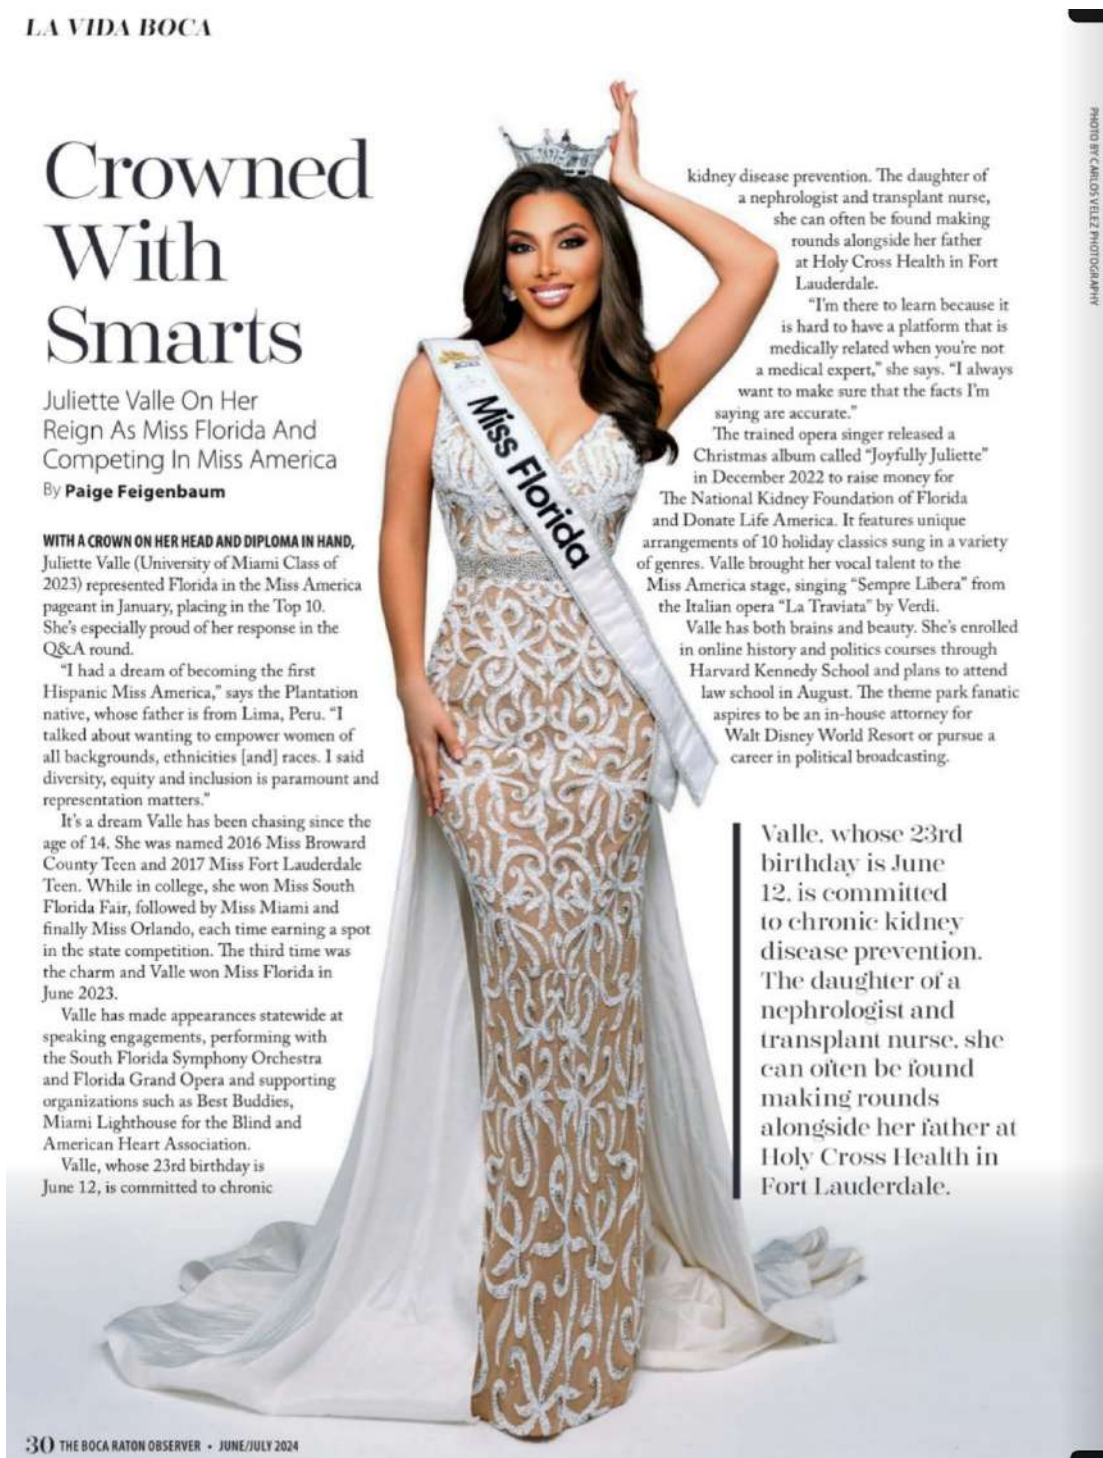 LA VIDA BOCA
Crowned
With
Smarts
Juliette Valle On Her
Reign As Miss Florida And
Competing In Miss America
By Paige Feigenbaum
WITH A CROWN ON HER HEAD AND DIPLOMA IN HAND,
Juliette Valle (University of Miami Class of
2023) represented Florida in the Miss America
pageant in January, placing in the Top 10.
She's especially proud of her response in the
Q&A round.
"I had a dream of becoming the first
Hispanic Miss America," says the Plantation
native, whose father is from Lima, Peru. "I
talked about wanting to empower women of
all backgrounds, ethnicities [and] races. I said
diversity, equity and inclusion is paramount and
representation matters."
It's a dream Valle has been chasing since the
age of 14. She was named 2016 Miss Broward
County Teen and 2017 Miss Fort Lauderdale
Teen. While in college, she won Miss South
Florida Fair, followed by Miss Miami and
finally Miss Orlando, each time earning a spot
in the state competition. The third time was
the charm and Valle won Miss Florida in
June 2023.
Valle has made appearances statewide at
speaking engagements, performing with
the South Florida Symphony Orchestra
and Florida Grand Opera and supporting
organizations such as Best Buddies,
Miami Lighthouse for the Blind and
American Heart Association.
Valle, whose 23rd birthday is
June 12, is committed to chronic
Miss Florida
kidney disease prevention. The daughter of
a nephrologist and transplant nurse,
she can often be found making
rounds alongside her father
at Holy Cross Health in Fort
Lauderdale.
"I'm there to learn because it
is hard to have a platform that is
medically related when you're not
a medical expert," she says. "I always
want to make sure that the facts I'm
saying are accurate."
The trained opera singer released a
Christmas album called "Joyfully Juliette"
in December 2022 to raise money for
The National Kidney Foundation of Florida
and Donate Life America. It features unique
arrangements of 10 holiday classics sung in a variety
of genres. Valle brought her vocal talent to the
Miss America stage, singing "Sempre Libera" from
the Italian opera "La Traviata" by Verdi.
Valle has both brains and beauty. She's enrolled
in online history and politics courses through
Harvard Kennedy School and plans to attend
law school in August. The theme park fanatic
aspires to be an in-house attorney for
Walt Disney World Resort or pursue a
career in political broadcasting.
Valle, whose 23rd
birthday is June
12, is committed
to chronic kidney
disease prevention.
The daughter of a
nephrologist and
transplant nurse, she
can often be found
making rounds
alongside her father at
Holy Cross Health in
Fort Lauderdale.
PHOTO BY CARLOS VELEZ PHOTOGRAPHY
30 THE BOCA RATON OBSERVER • JUNE/JULY 2024